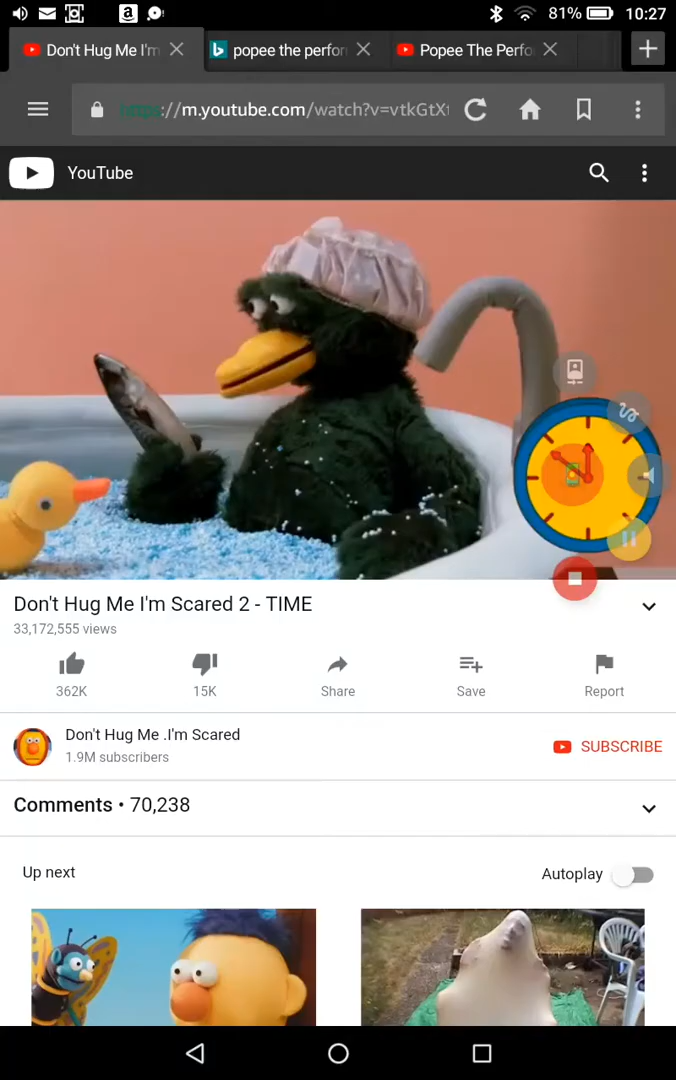 81% 10:27
Don't Hug Me I'm
popee the perfor
Popee The Perfo
https://m.youtube.com/watch?v=vtkGtXt
YouTube
Don't Hug Me I'm Scared 2 - TIME
33,172,555 views
362K 15K Share Save Report
Don't Hug Me .I'm Scared
1.9M subscribers
SUBSCRIBE
Comments • 70,238
Up next Autoplay